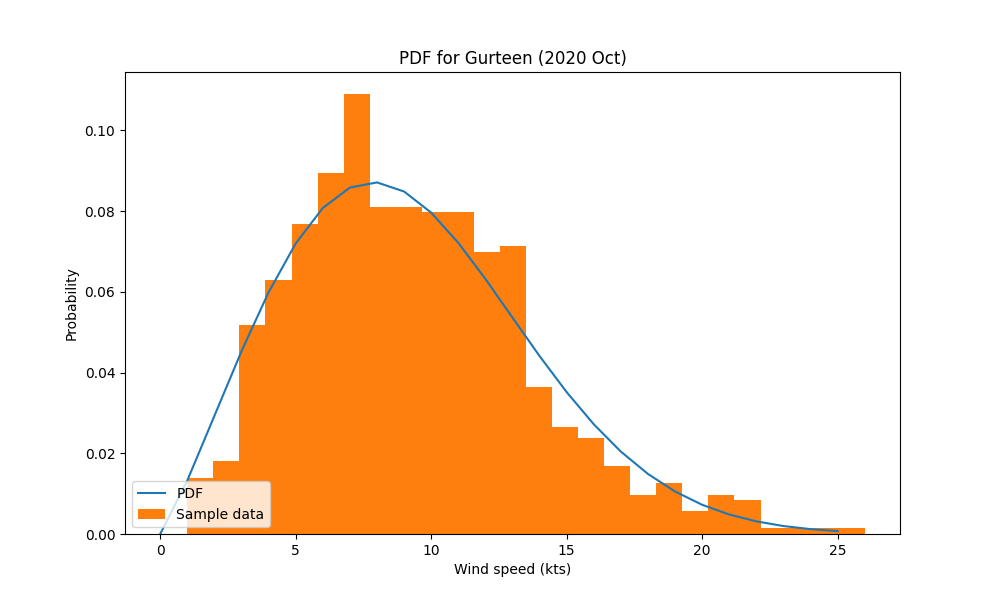 PDF for Gurteen (2020 Oct)
0.10
0.08
0.06
0.04
0.02
0.00
Probability
PDF
Sample data
0 5 10 15 20 25
Wind speed (kts)